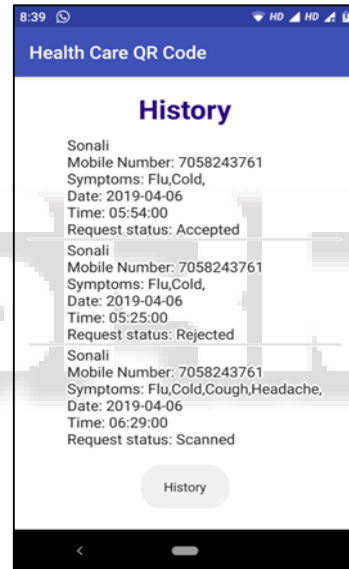 8:39 HD HD
Health Care QR Code
History
Sonali
Mobile Number: 7058243761
Symptoms: Flu,Cold,
Date: 2019-04-06
Time: 05:54:00
Request status: Accepted
Sonali
Mobile Number: 7058243761
Symptoms: Flu,Cold,
Date: 2019-04-06
Time: 05:25:00
Request status: Rejected
Sonali
Mobile Number: 7058243761
Symptoms: Flu,Cold,Cough,Headache,
Date: 2019-04-06
Time: 06:29:00
Request status: Scanned
History